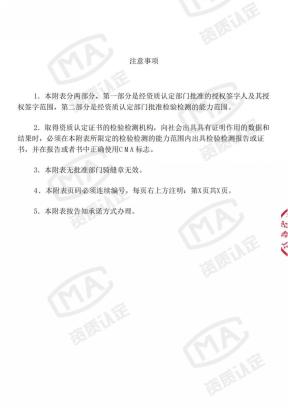 注意事项
1．本附表分两部分，第一部分是经资质认定部门批准的授权签字人及其授
权签字范围，第二部分是经资质认定部门批准检验检测的能力范围。
2．取得资质认定证书的检验检测机构，向社会出具具有证明作用的数据和
结果时，必须在本附表所限定的检验检测的能力范围内出具检验检测报告或证
书，并在报告或者书中正确使用CMA标志。
3．本附表无批准部门骑缝章无效。
4．本附表页码必须连续编号，每页右上方注明：第X页共X页。
5．本附表按告知承诺方式办理。
MA
资质认定